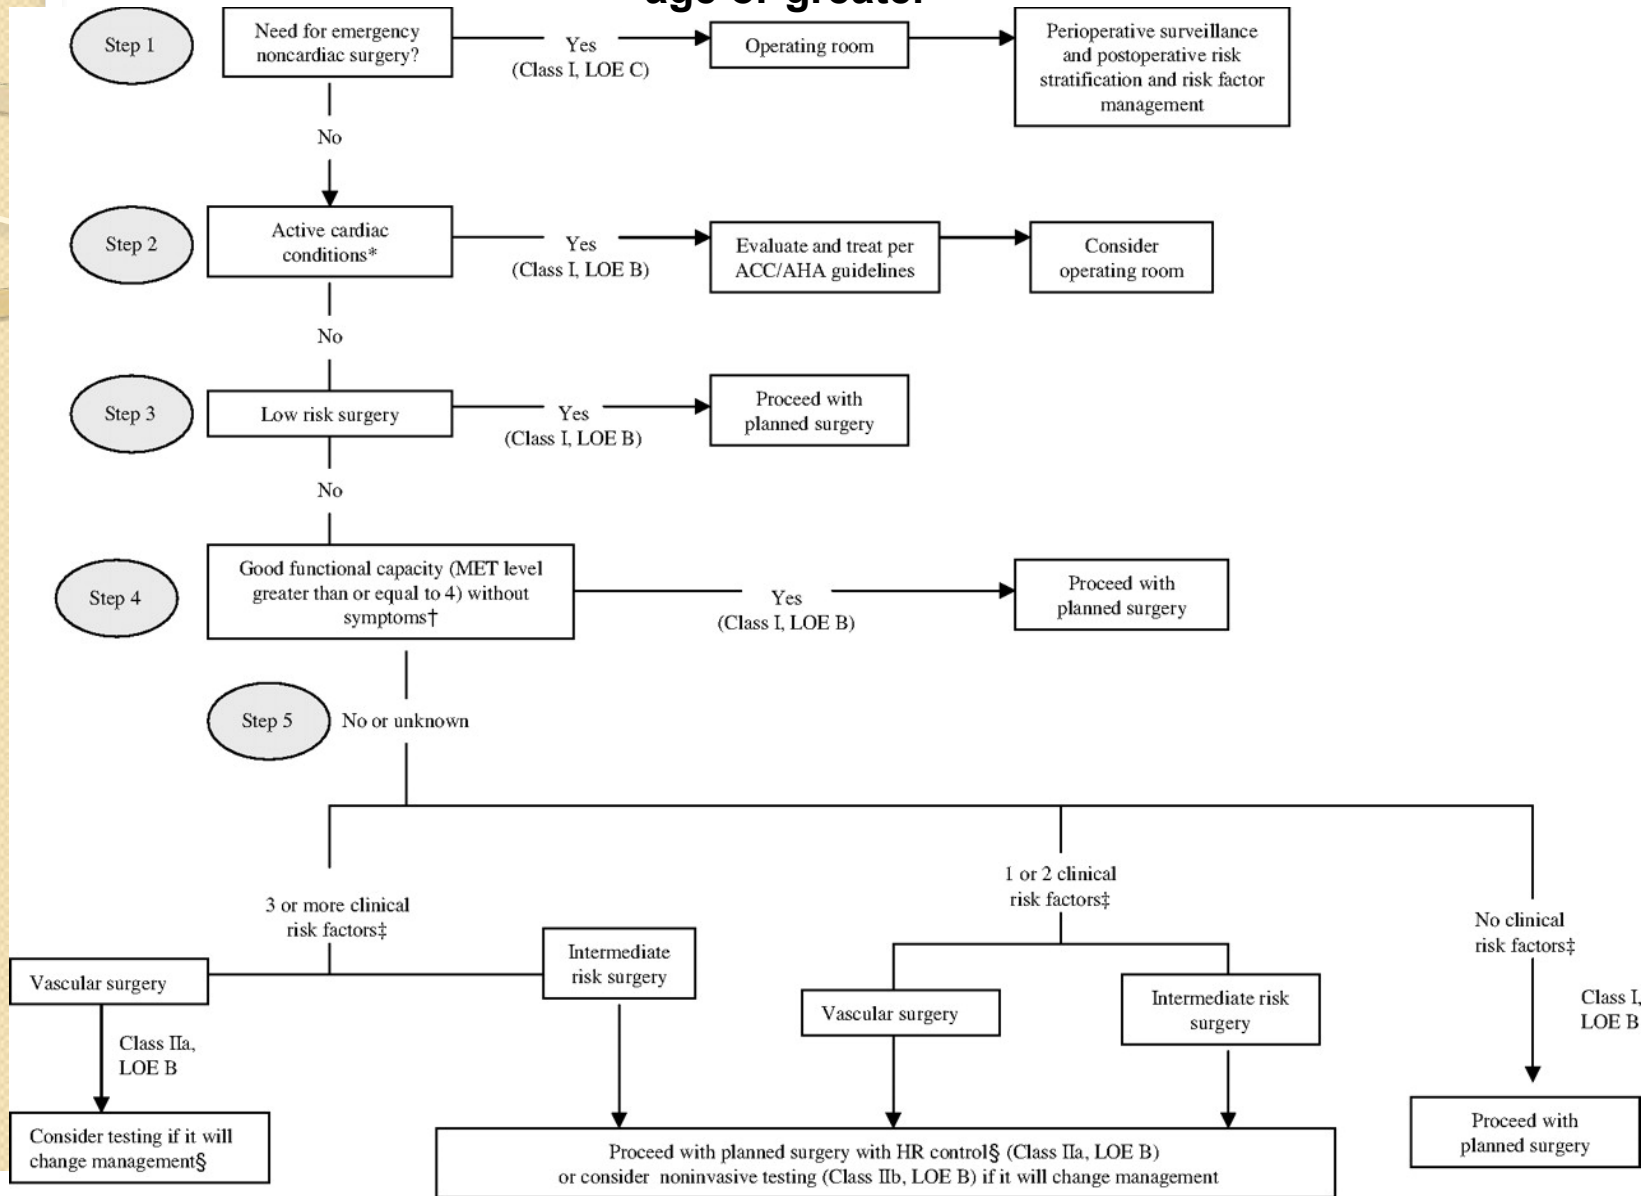 age or greater
Step 1
Need for emergency
noncardiac surgery?
Yes
(Class I, LOE C)
Operating room
Perioperative surveillance
and postoperative risk
stratification and risk factor
management
No
Step 2
Active cardiac
conditions*
Yes
(Class I, LOE B)
Evaluate and treat per
ACC/AHA guidelines
Consider
operating room
No
Step 3
Low risk surgery
Yes
(Class I, LOE B)
Proceed with
planned surgery
No
Step 4
Good functional capacity (MET level
greater than or equal to 4) without
symptoms†
Yes
(Class I, LOE B)
Proceed with
planned surgery
Step 5
No or unknown
3 or more clinical
risk factors‡
1 or 2 clinical
risk factors‡
No clinical
risk factors‡
Vascular surgery
Intermediate
risk surgery
Vascular surgery
Intermediate risk
surgery
Class I,
LOE B
Class IIa,
LOE B
Consider testing if it will
change management§
Proceed with planned surgery with HR control§ (Class IIa, LOE B)
or consider noninvasive testing (Class IIb, LOE B) if it will change management
Proceed with
planned surgery